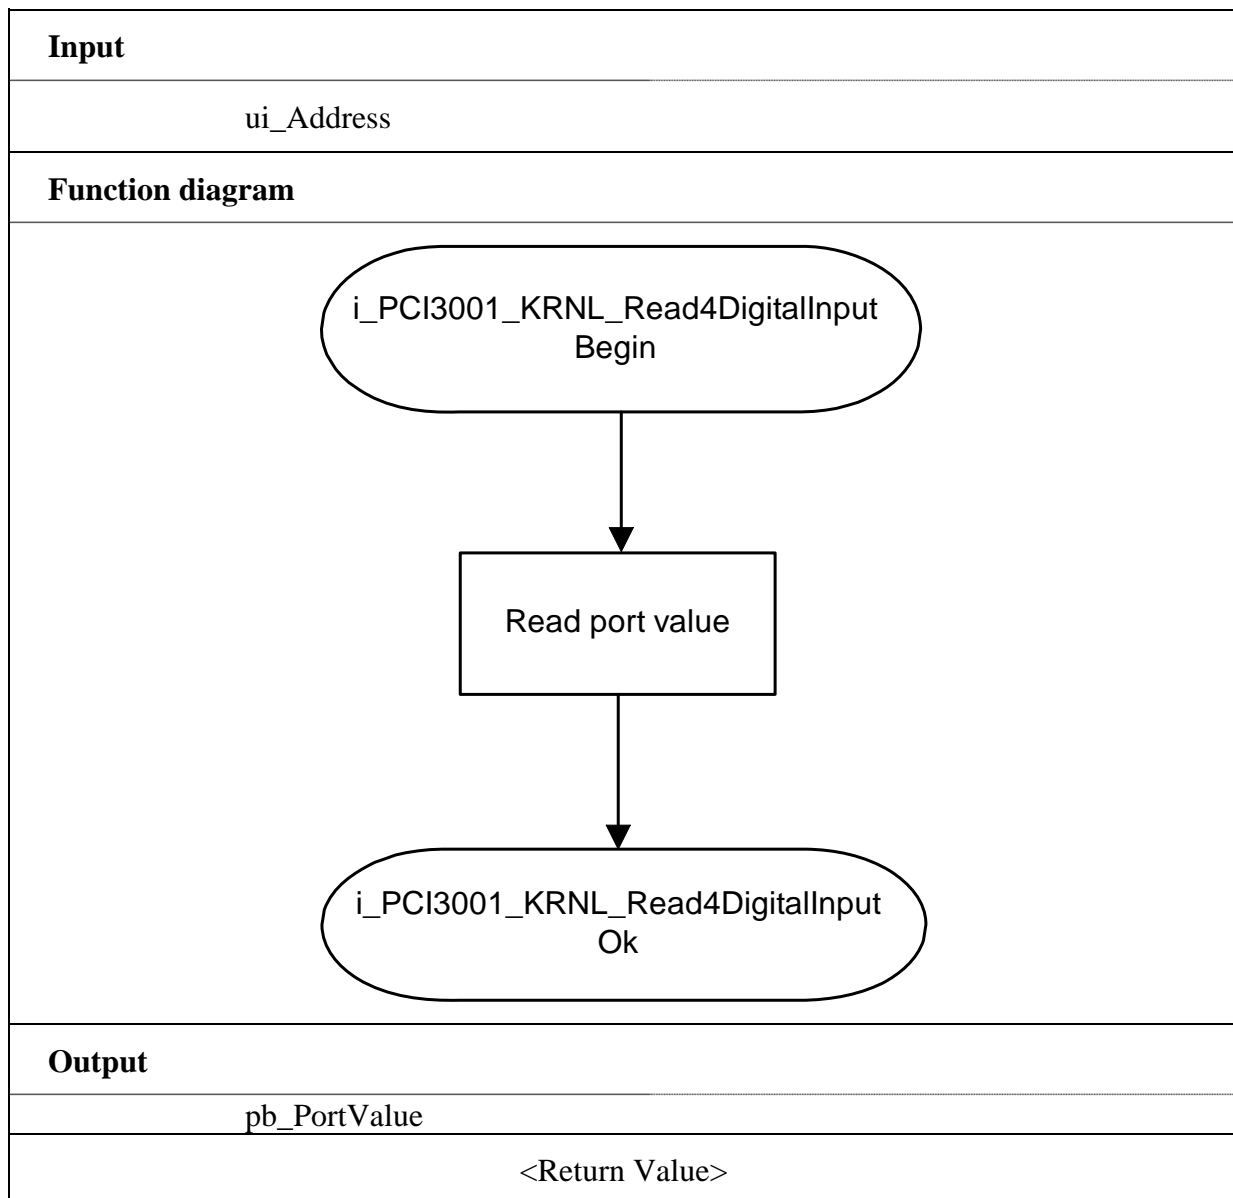 Input
ui_Address
Function diagram
i_PCI3001_KRNL_Read4DigitalInput
Begin
Read port value
i_PCI3001_KRNL_Read4DigitalInput
Ok
Output
pb_PortValue
<Return Value>